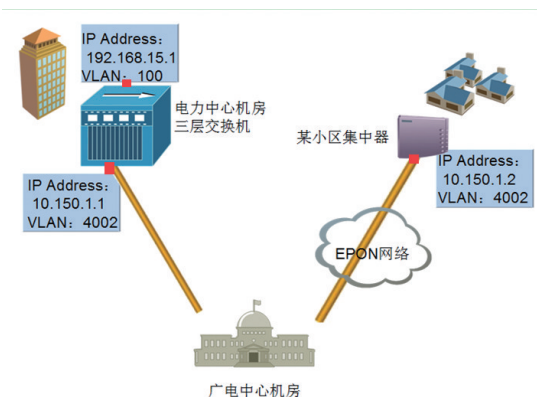 IP Address：
192.168.15.1
VLAN：100
电力中心机房
三层交换机
某小区集中器
IP Address：
10.150.1.2
VLAN：4002
IP Address：
10.150.1.1
VLAN：4002
EPON网络
广电中心机房